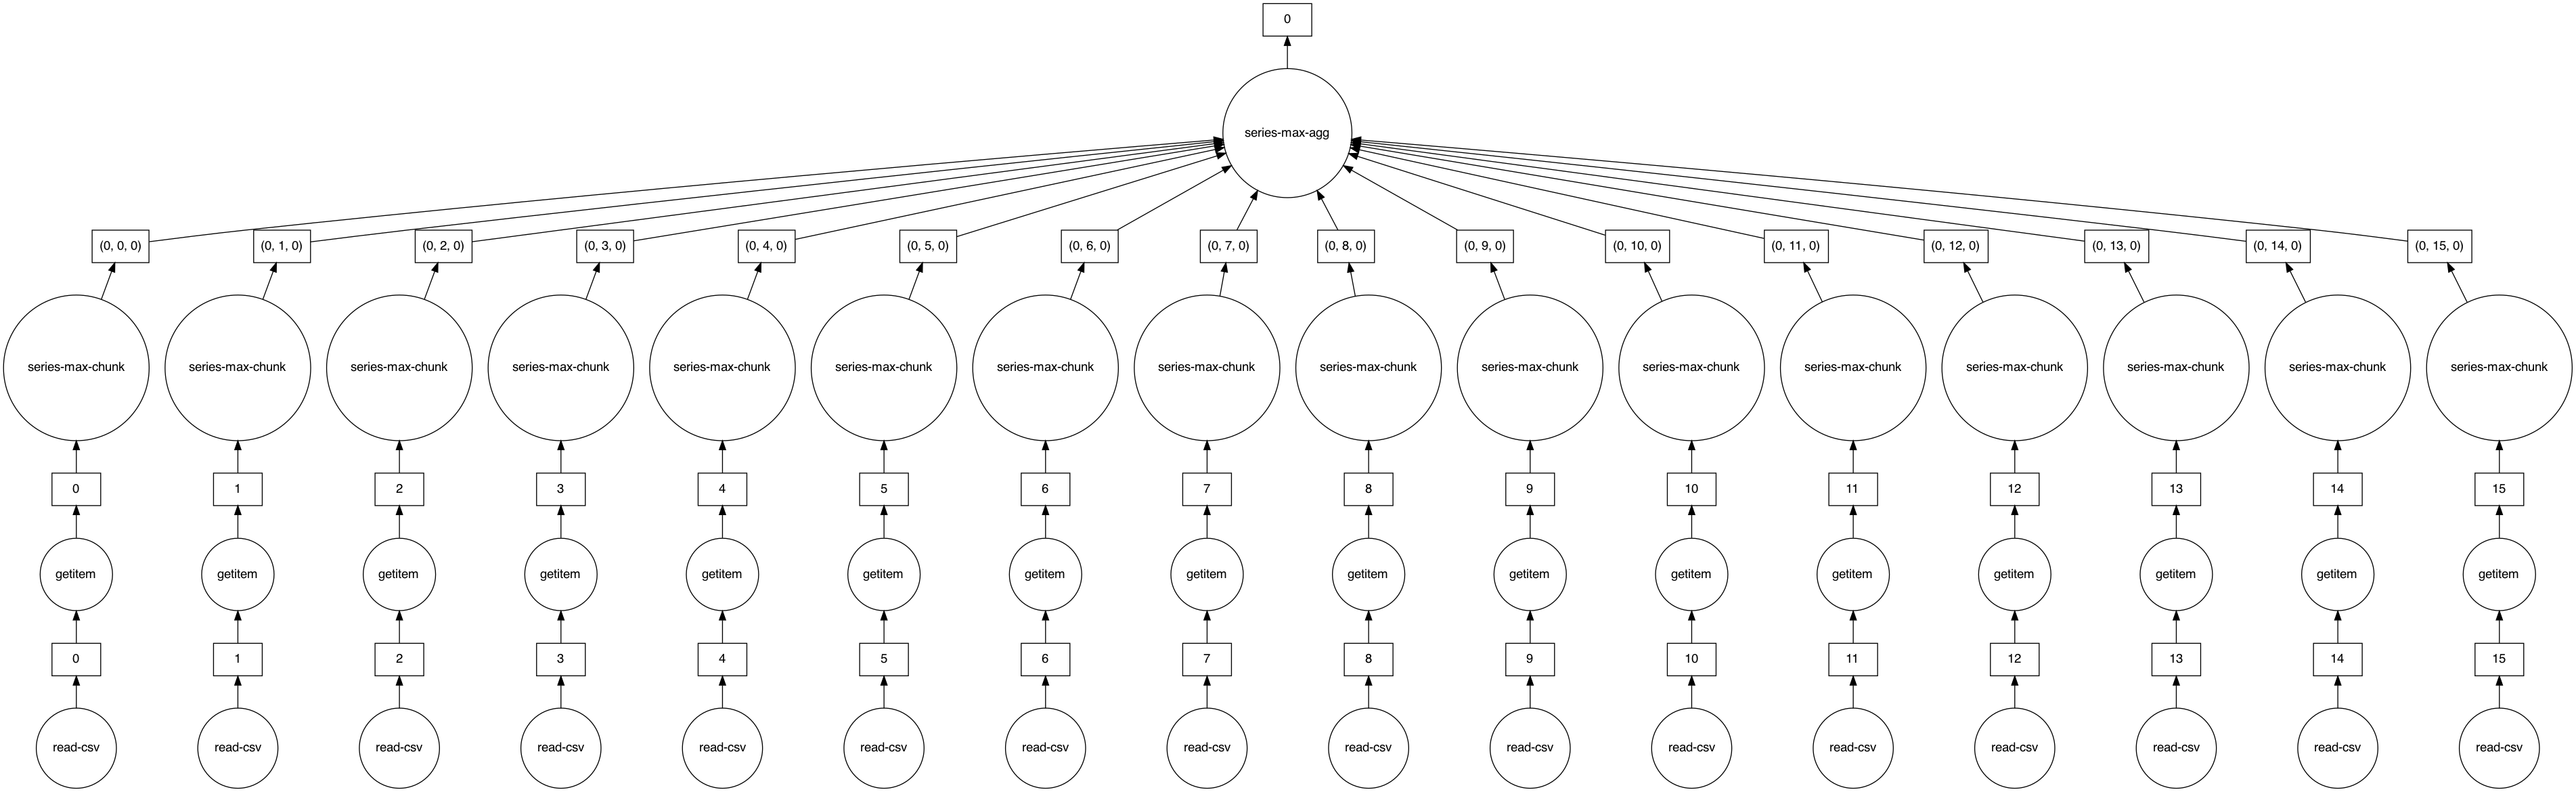 0
series-max-agg
(0, 0, 0) (0, 1, 0) (0, 2, 0) (0, 3, 0) (0, 4, 0) (0, 5, 0) (0, 6, 0) (0, 7, 0) (0, 8, 0) (0, 9, 0) (0, 10, 0) (0, 11, 0) (0, 12, 0) (0, 13, 0) (0, 14, 0) (0, 15, 0)
series-max-chunk series-max-chunk series-max-chunk series-max-chunk series-max-chunk series-max-chunk series-max-chunk series-max-chunk series-max-chunk series-max-chunk series-max-chunk series-max-chunk series-max-chunk series-max-chunk series-max-chunk series-max-chunk
0 1 2 3 4 5 6 7 8 9 10 11 12 13 14 15
getitem getitem getitem getitem getitem getitem getitem getitem getitem getitem getitem getitem getitem getitem getitem getitem
0 1 2 3 4 5 6 7 8 9 10 11 12 13 14 15
read-csv read-csv read-csv read-csv read-csv read-csv read-csv read-csv read-csv read-csv read-csv read-csv read-csv read-csv read-csv read-csv